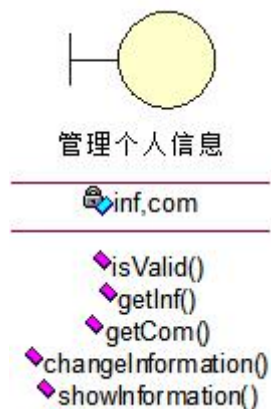 管理个人信息
inf,com
isValid()
getInf()
getCom()
changeInformation()
showInformation()